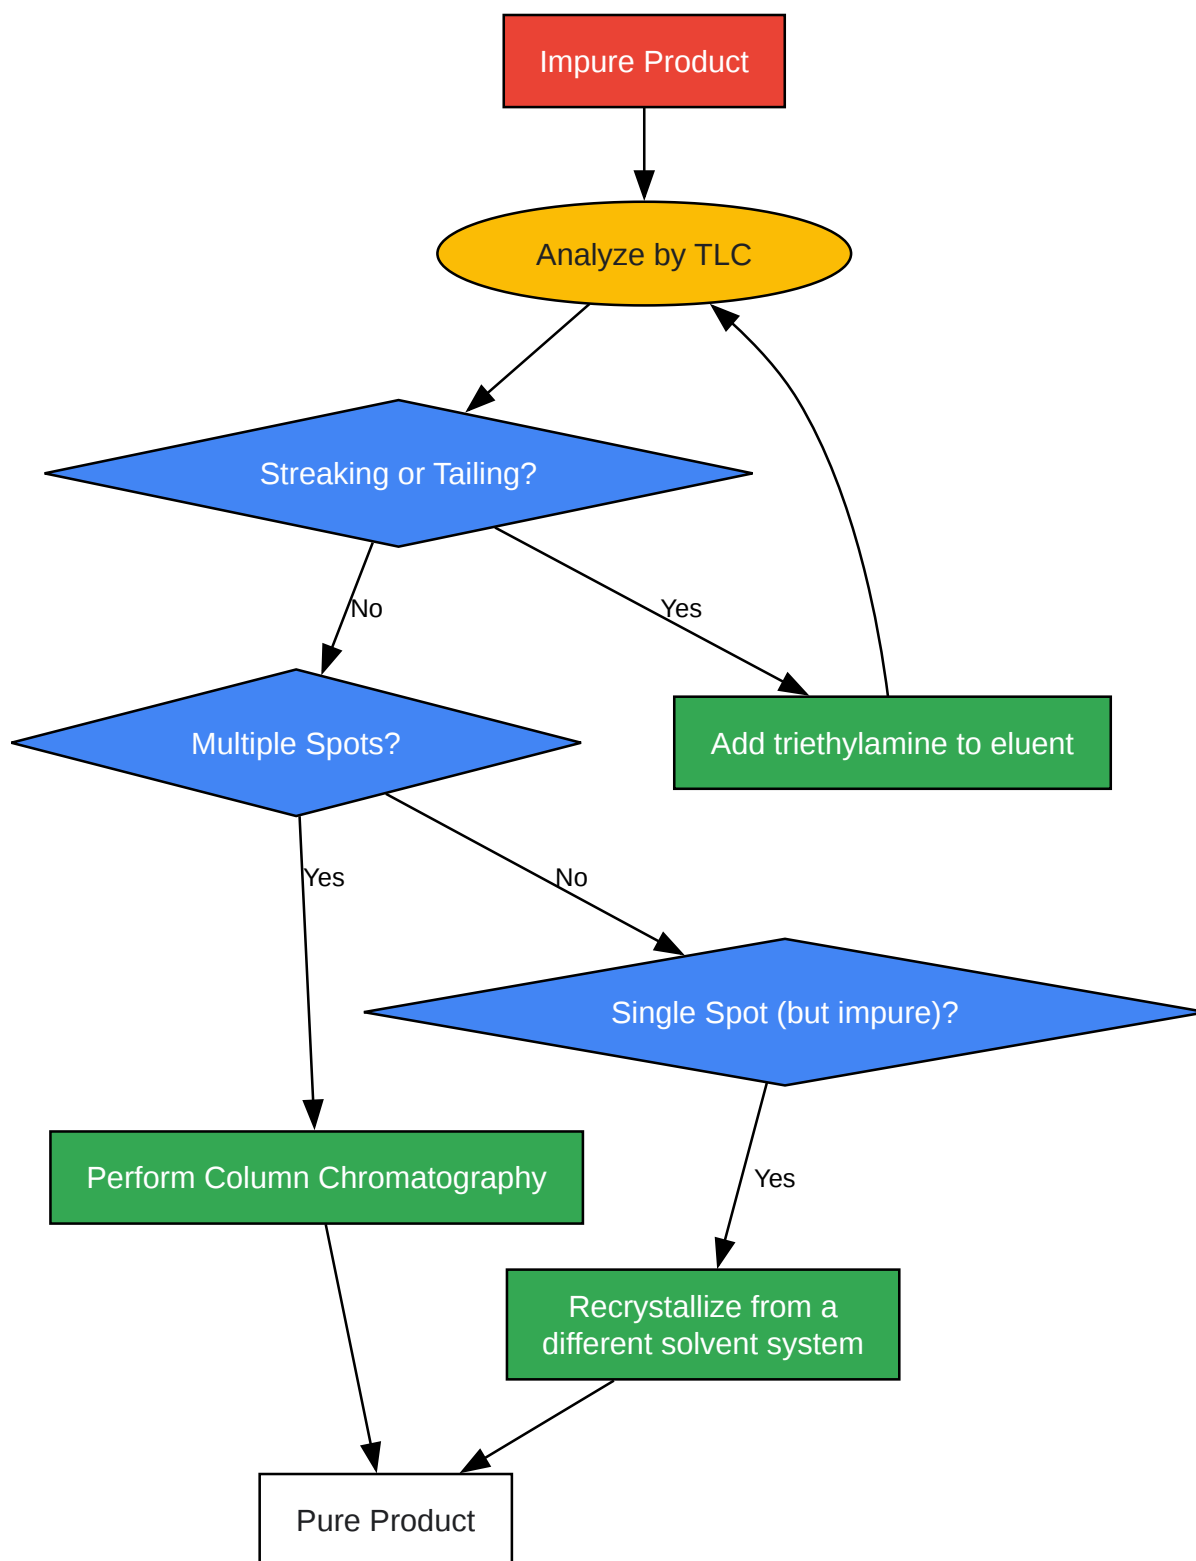 Impure Product
Analyze by TLC
Streaking or Tailing?
No
Yes
Multiple Spots?
Add triethylamine to eluent
Yes
No
Single Spot (but impure)?
Perform Column Chromatography
Yes
Recrystallize from a
different solvent system
Pure Product